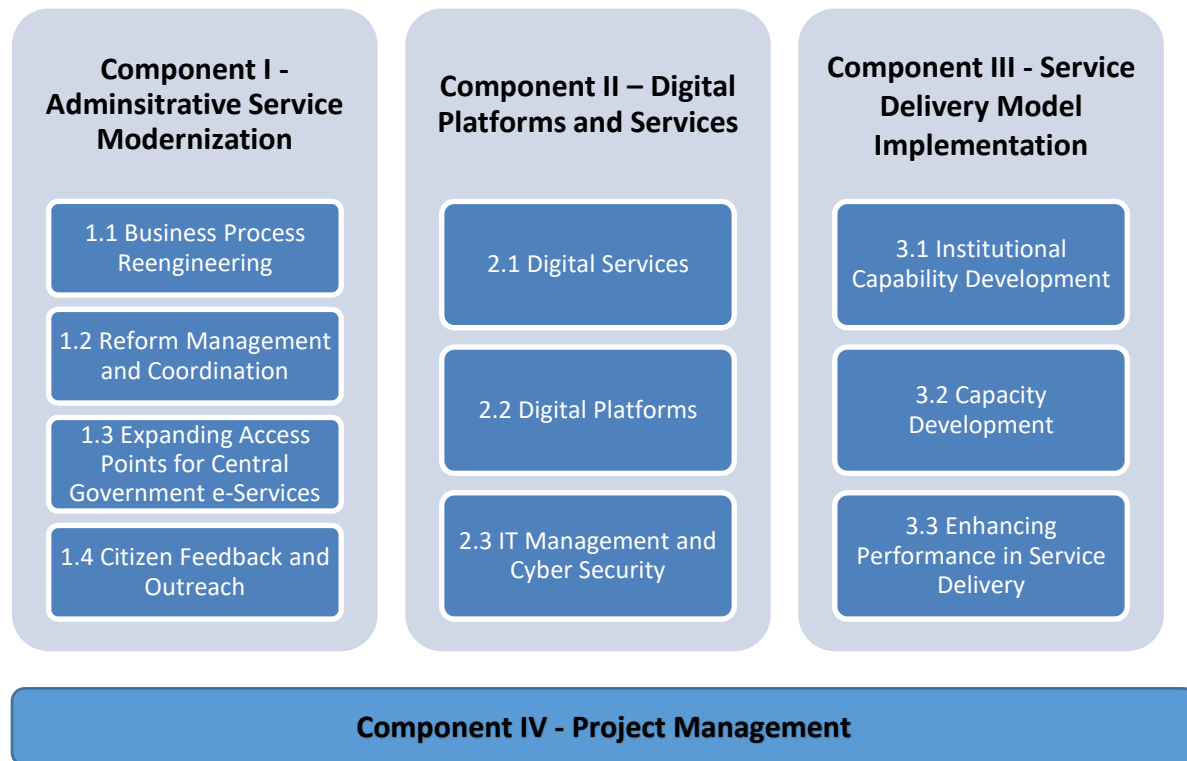 Component I -
Adminsitrative Service
Modernization
1.1 Business Process
Reengineering
1.2 Reform Management
and Coordination
1.3 Expanding Access
Points for Central
Government e-Services
1.4 Citizen Feedback and
Outreach
Component II – Digital
Platforms and Services
2.1 Digital Services
2.2 Digital Platforms
2.3 IT Management and
Cyber Security
Component III - Service
Delivery Model
Implementation
3.1 Institutional
Capability Development
3.2 Capacity
Development
3.3 Enhancing
Performance in Service
Delivery
Component IV - Project Management